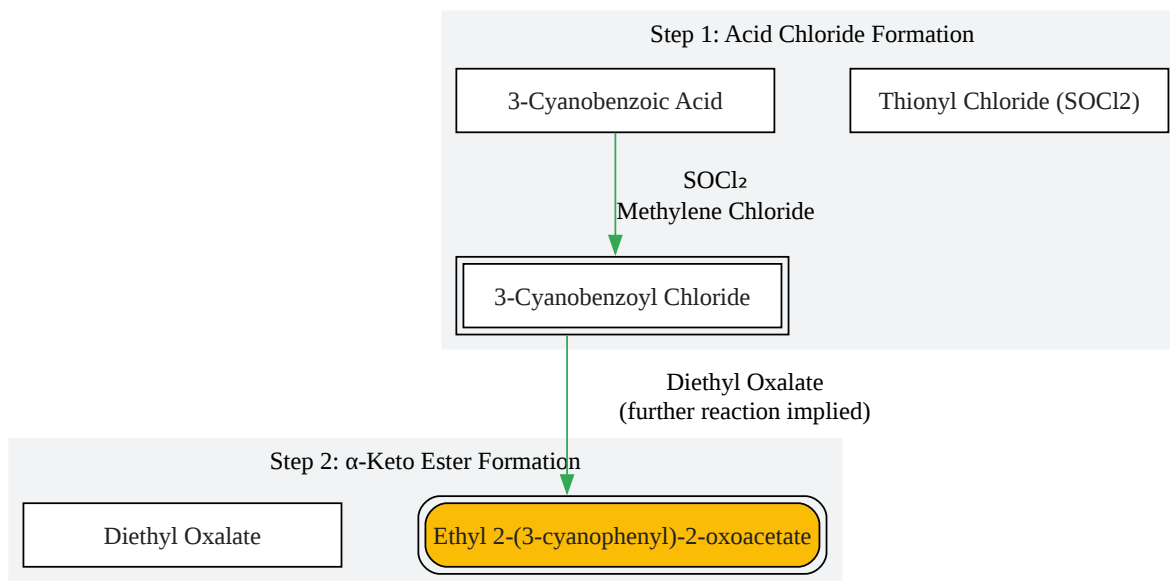 Step 1: Acid Chloride Formation
3-Cyanobenzoic Acid
Thionyl Chloride (SOCl2)
SOCl₂
Methylene Chloride
3-Cyanobenzoyl Chloride
Diethyl Oxalate
(further reaction implied)
Step 2: α-Keto Ester Formation
Diethyl Oxalate
Ethyl 2-(3-cyanophenyl)-2-oxoacetate